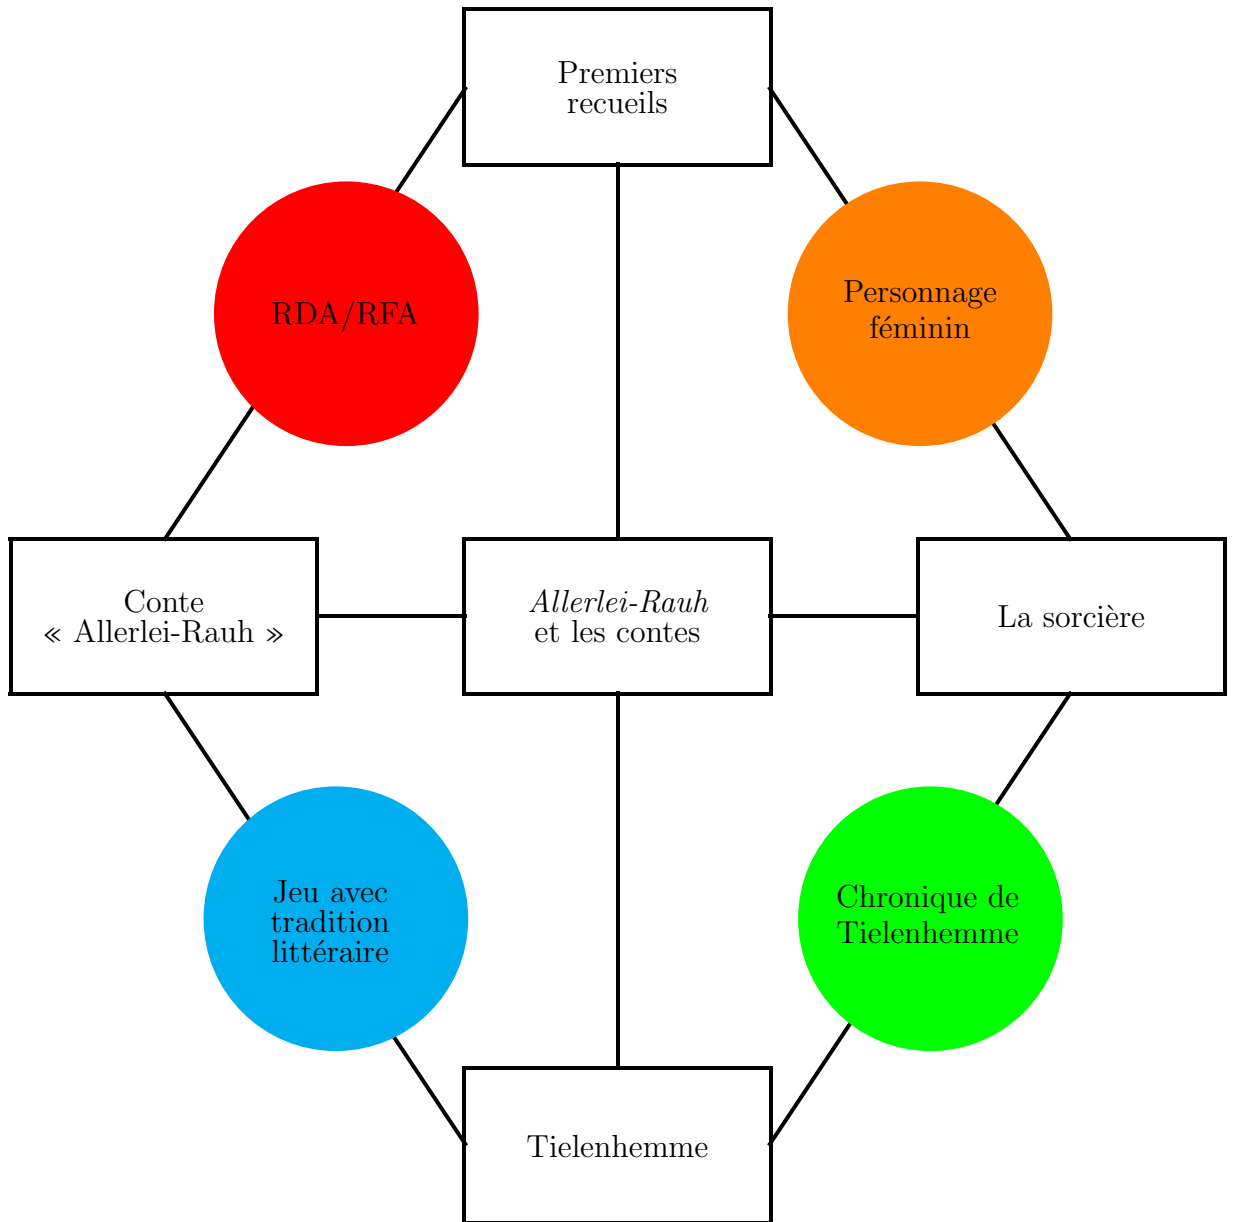 Premiers
recueils
RDA/RFA
Personnage
féminin
Conte
« Allerlei-Rauh »
Allerlei-Rauh
et les contes
La sorcière
Jeu avec
tradition
littéraire
Chronique de
Tielenhemme
Tielenhemme